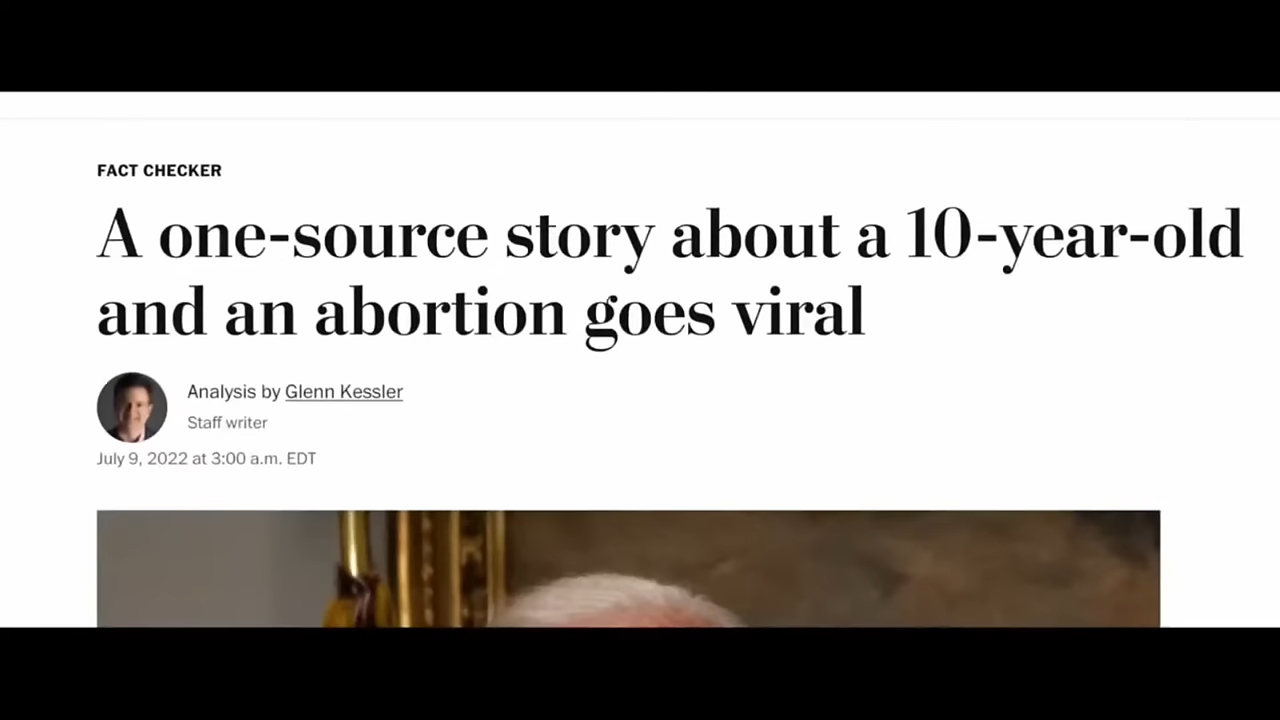 FACT CHECKER
A one-source story about a 10-year-old
and an abortion goes viral
Analysis by Glenn Kessler
Staff writer
July 9, 2022 at 3:00 a.m. EDT